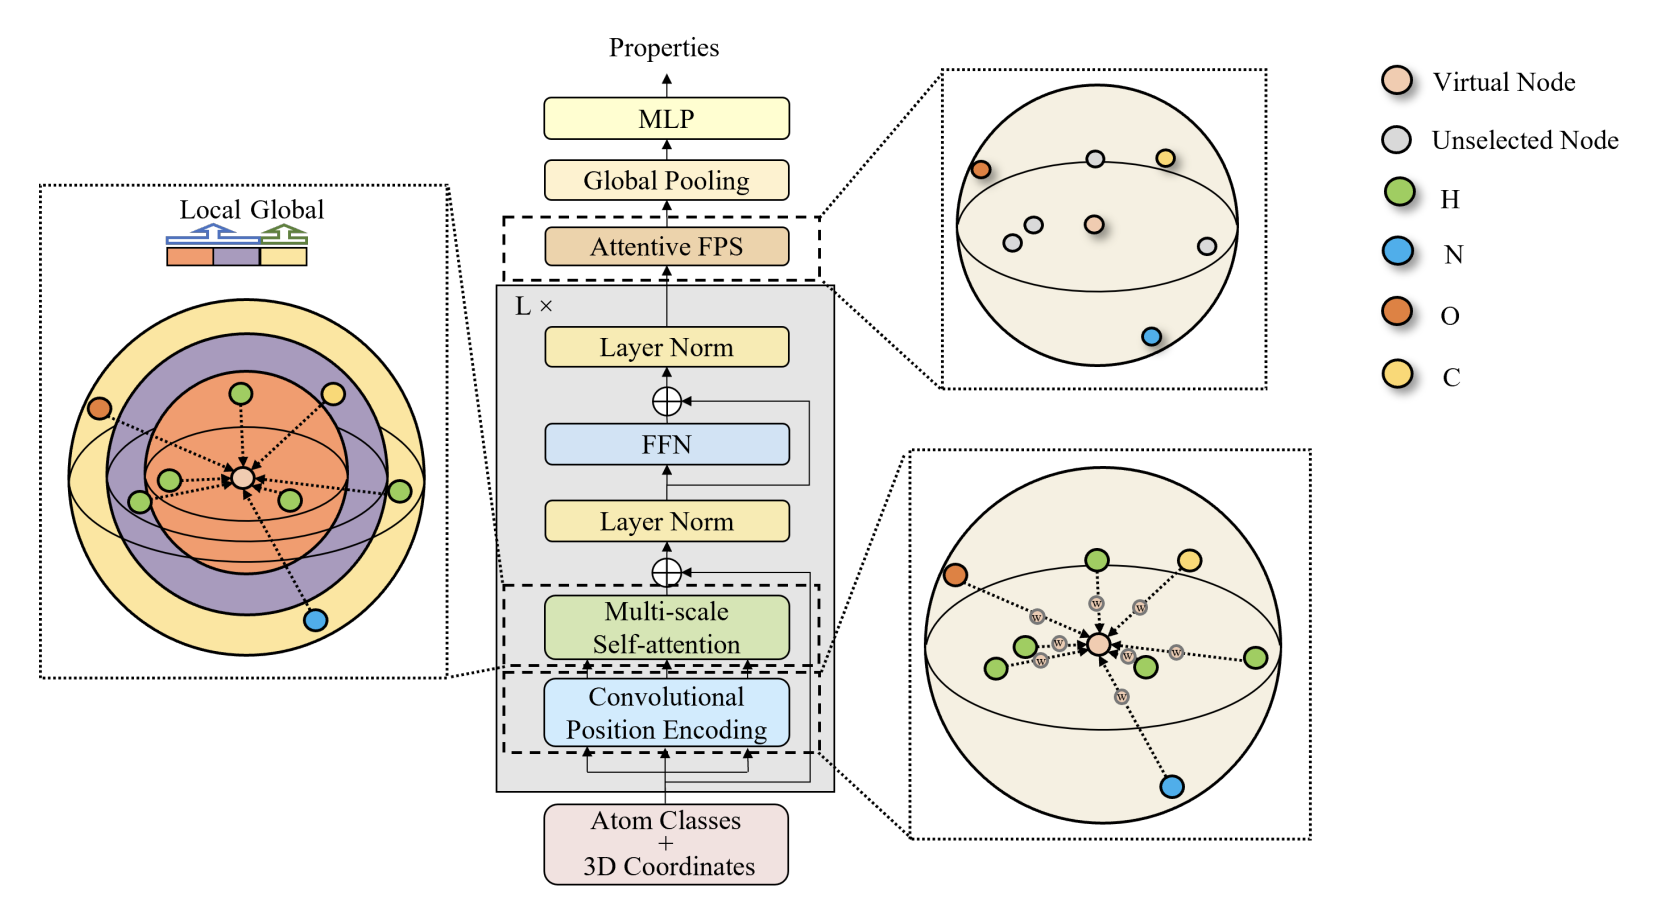 Properties
MLP
Global Pooling
Attentive FPS
L ×
Layer Norm
FFN
Layer Norm
Multi-scale
Self-attention
Convolutional
Position Encoding
Atom Classes
+
3D Coordinates
Local Global
w
w
w
w
w
w
w
w
Virtual Node
Unselected Node
H
N
O
C